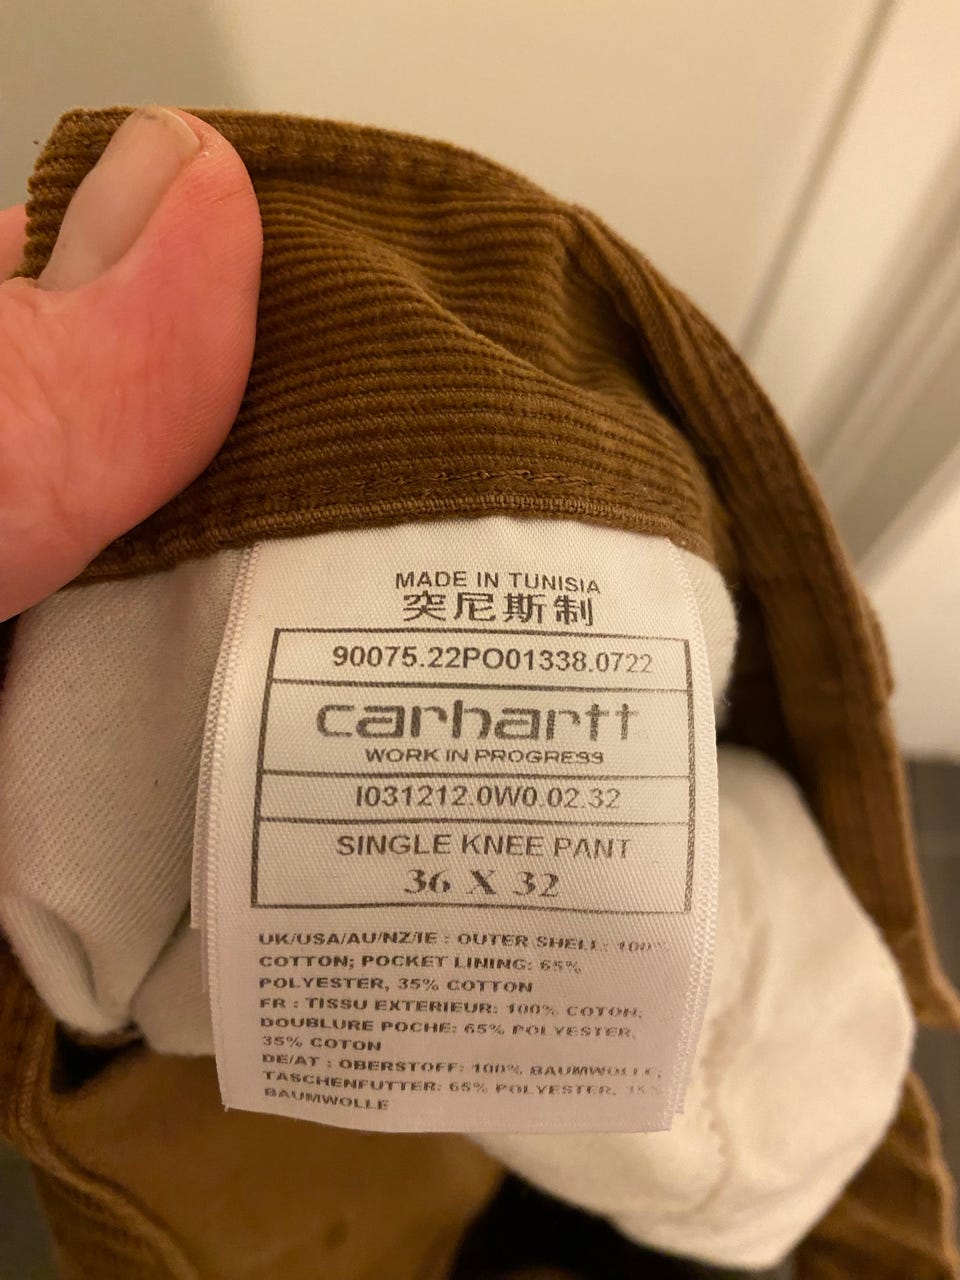 MADE IN TUNISIA
突尼斯制
90075.22PO01338.0722
carhartt
WORK IN PROGRESS
I031212.0W0.02.32
SINGLE KNEE PANT
36 X 32
UK/USA/AU/NZ/IE : OUTER SHELL: 100%
COTTON; POCKET LINING: 65%
POLYESTER, 35% COTTON
FR : TISSU EXTERIEUR: 100% COTON;
DOUBLURE POCHE: 65% POLYESTER,
35% COTON
DE/AT : OBERSTOFF: 100% BAUMWOLLE;
TASCHENFUTTER: 65% POLYESTER, 35%
BAUMWOLLE